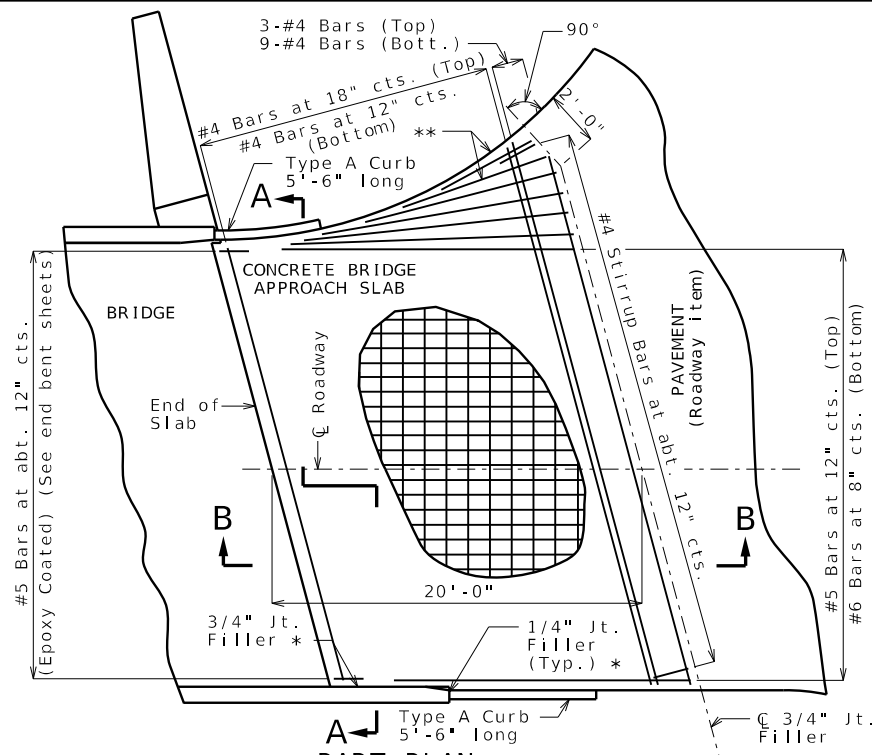 3-#4 Bars (Top)
9-#4 Bars (Bott.)
90°
#4 Bars at 18" cts. (Top)
#4 Bars at 12" cts.
(Bottom)
**
2'-0"
Type A Curb
5'-6" long
A
CONCRETE BRIDGE
APPROACH SLAB
BRIDGE
#4 Stirrup Bars at abt. 12" cts.
PAVEMENT
(Roadway item)
℄ Roadway
End of
Slab
#5 Bars at abt. 12" cts.
(Epoxy Coated) (See end bent sheets)
#5 Bars at 12" cts. (Top)
#6 Bars at 8" cts. (Bottom)
B
B
20'-0"
3/4" Jt.
Filler *
1/4" Jt.
Filler
(Typ.) *
A
Type A Curb
5'-6" long
℄ 3/4" Jt.
Filler